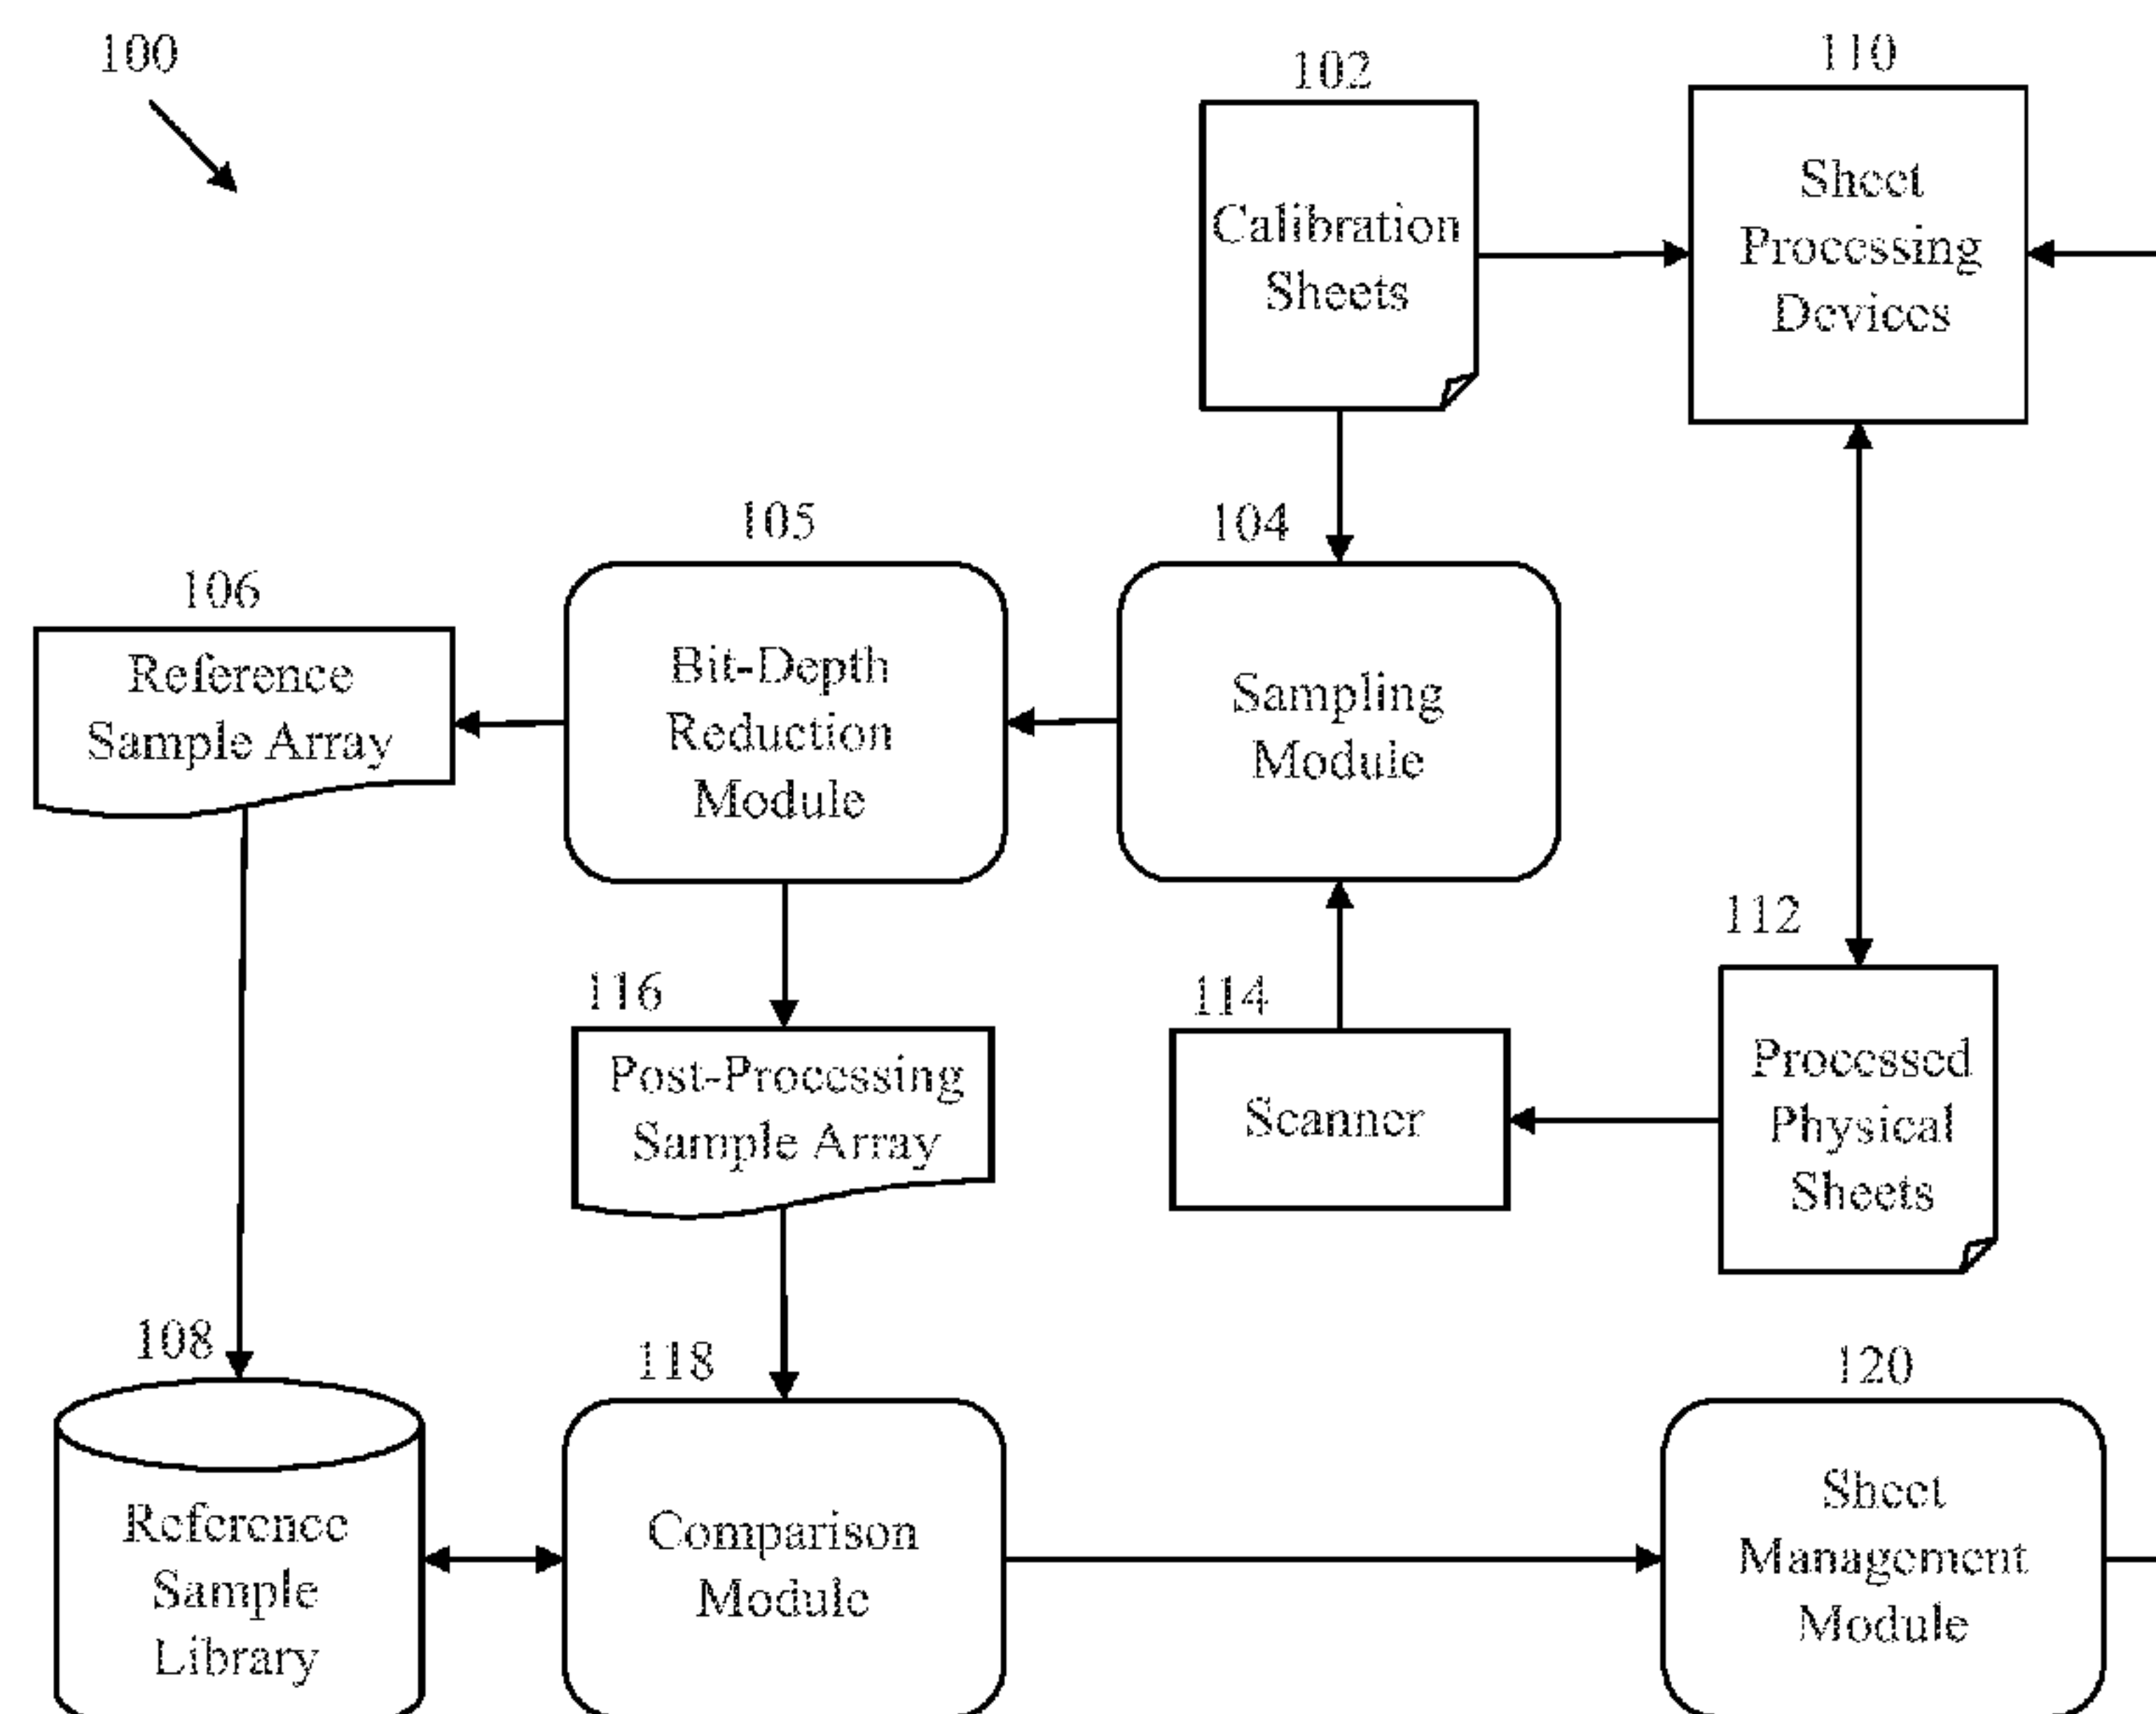 100
102
Calibration
Sheets
110
Sheet
Processing
Devices
105
Bit-Depth
Reduction
Module
104
Sampling
Module
106
Reference
Sample Array
116
Post-Processing
Sample Array
114
Scanner
112
Processed
Physical
Sheets
108
Reference
Sample
Library
118
Comparison
Module
120
Sheet
Management
Module